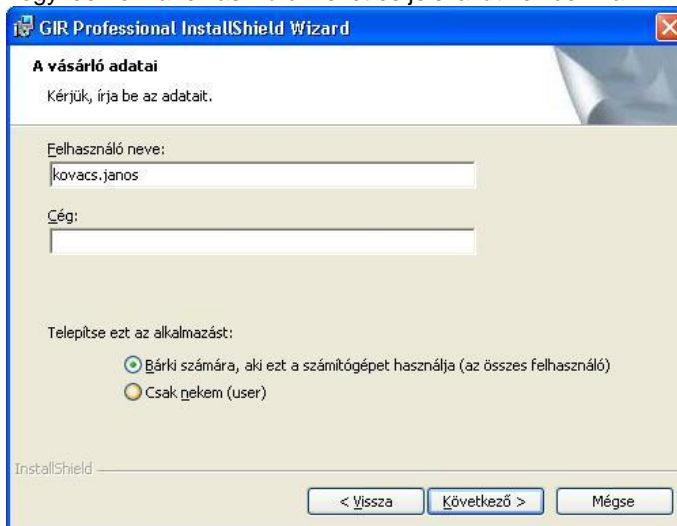 GIR Professional InstallShield Wizard
A vásárló adatai
Kérjük, írja be az adatait.
Felhasználó neve:
kovacs.janos
Cég:
Telepítse ezt az alkalmazást:
Bárki számára, aki ezt a számítógépet használja (az összes felhasználó)
Csak nekem (user)
InstallShield
< Vissza
Következő >
Mégse